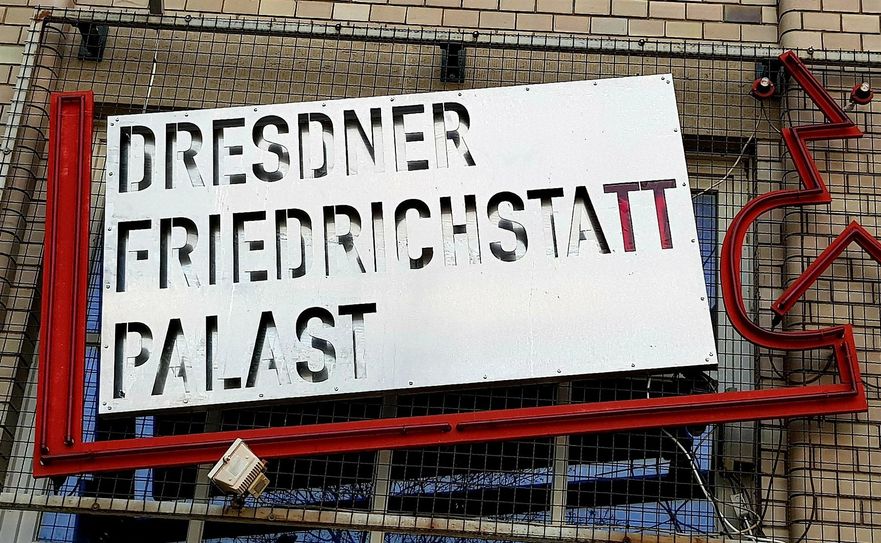 DRESDNER
FRIEDRICHSTATT
PALAST